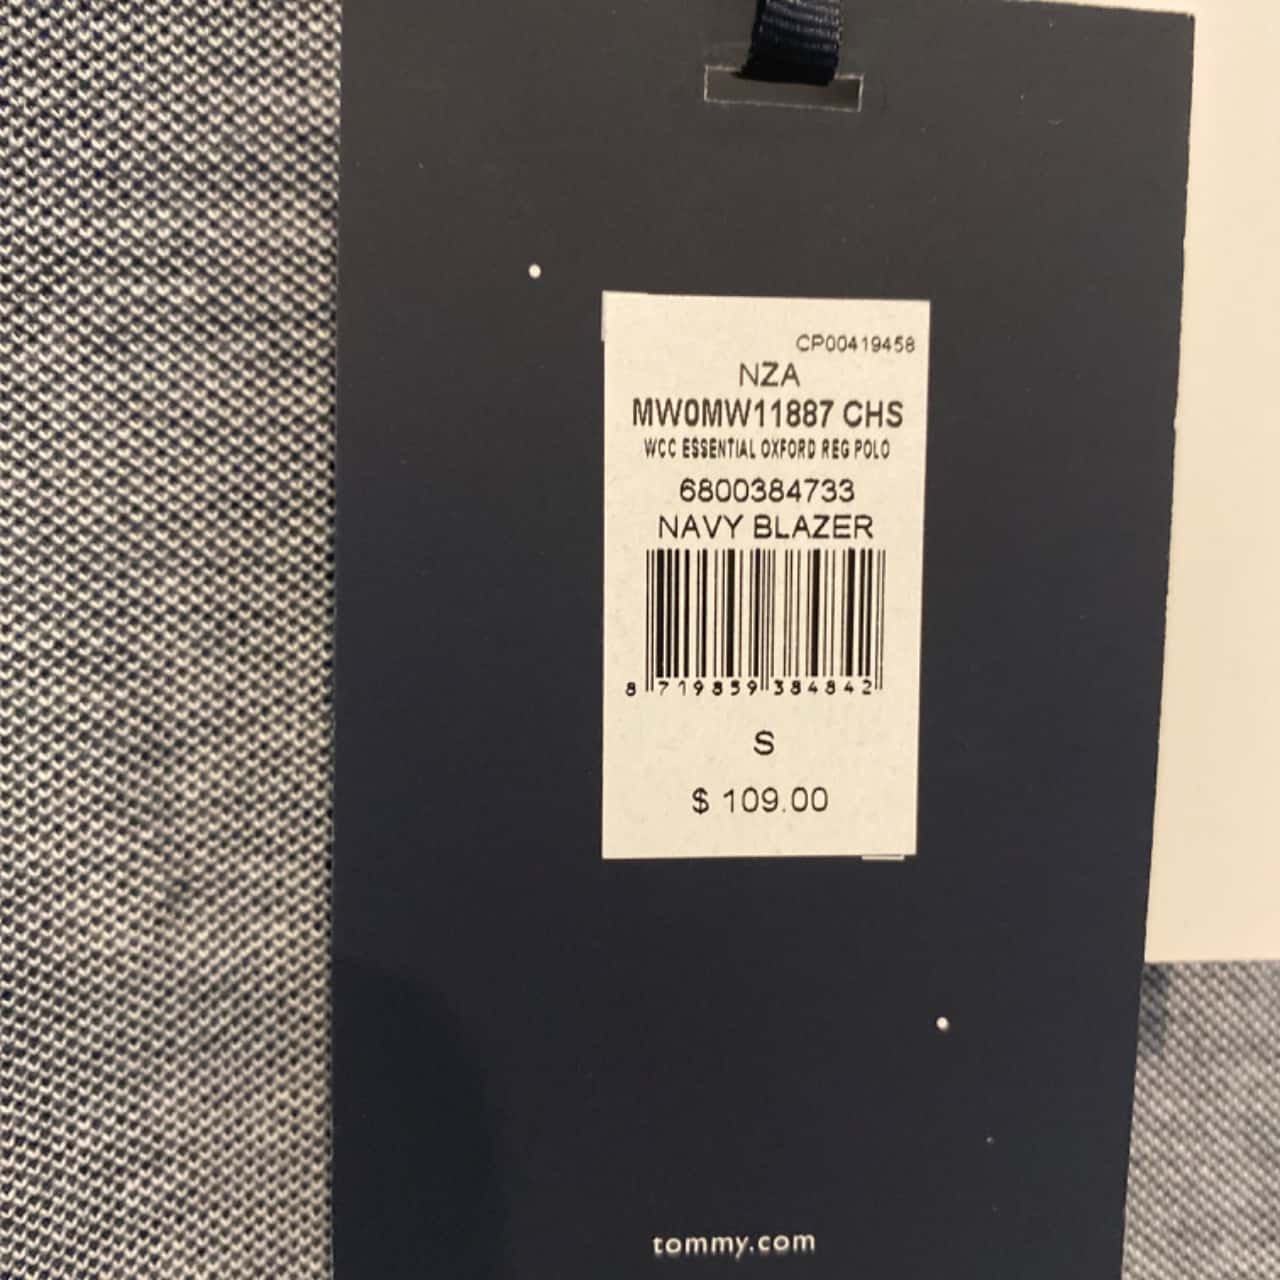 CP00419458
NZA
MW0MW11887 CHS
WCC ESSENTIAL OXFORD REG POLO
6800384733
NAVY BLAZER
8 719859 384842
S
$ 109.00
tommy.com